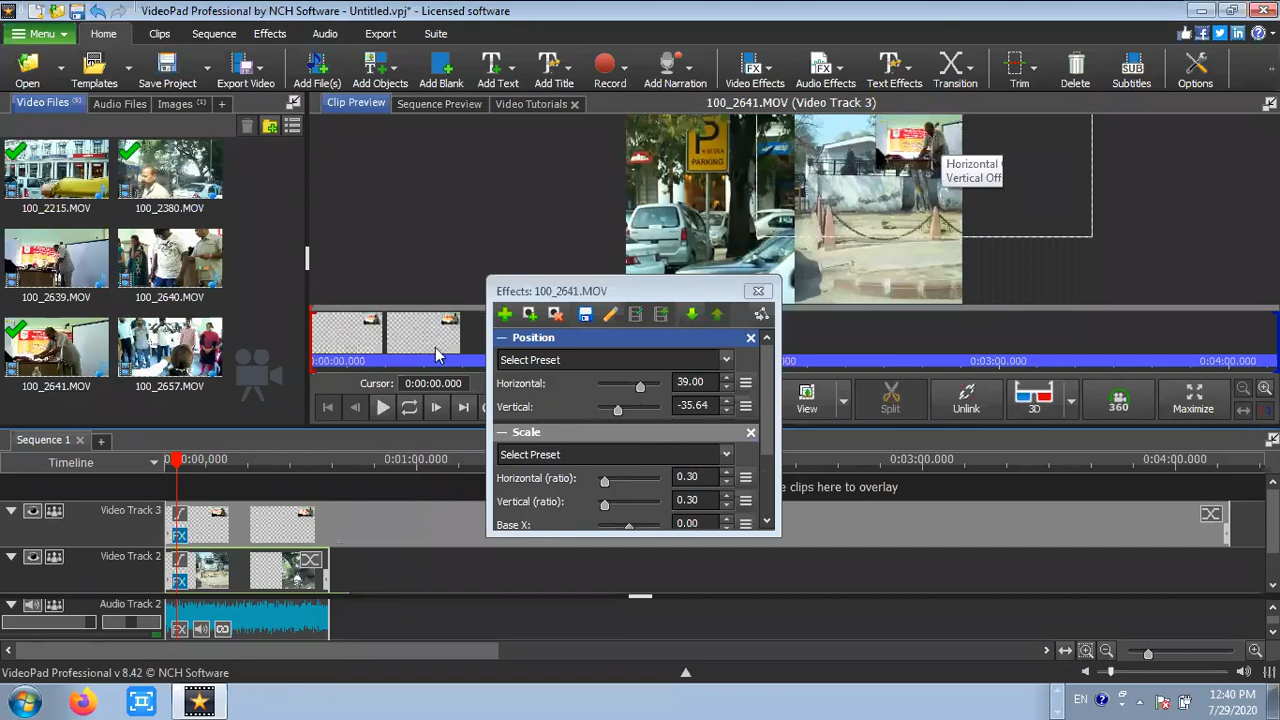 VideoPad Professional by NCH Software - Untitled.vpj* - Licensed software
Menu Home Clips Sequence Effects Audio Export Suite
Open Templates Save Project Export Video Add File(s) Add Objects Add Blank Add Text Add Title Record Add Narration Video Effects Audio Effects Text Effects Transition Trim Delete Subtitles Options
Video Files (6) Audio Files Images (1) +
Clip Preview Sequence Preview Video Tutorials 100_2641.MOV (Video Track 3)
P
PARKING
Horizontal
Vertical Off
100_2215.MOV 100_2380.MOV
100_2639.MOV 100_2640.MOV
100_2641.MOV 100_2657.MOV
Effects: 100_2641.MOV
Position
Select Preset
Horizontal: 39.00
Vertical: -35.64
Scale
Select Preset
Horizontal (ratio): 0.30
Vertical (ratio): 0.30
Base X: 0.00
0:00:00,000 0:03:00.000 0:04:00.000
Cursor: 0:00:00.000
View Split Unlink 3D 360 Maximize
Sequence 1 +
Timeline 0:01:00.000 0:03:00.000 0:04:00.000
e clips here to overlay
Video Track 3
FX
Video Track 2
FX
Audio Track 2
FX
VideoPad Professional v 8.42 © NCH Software
EN 12:40 PM
7/29/2020